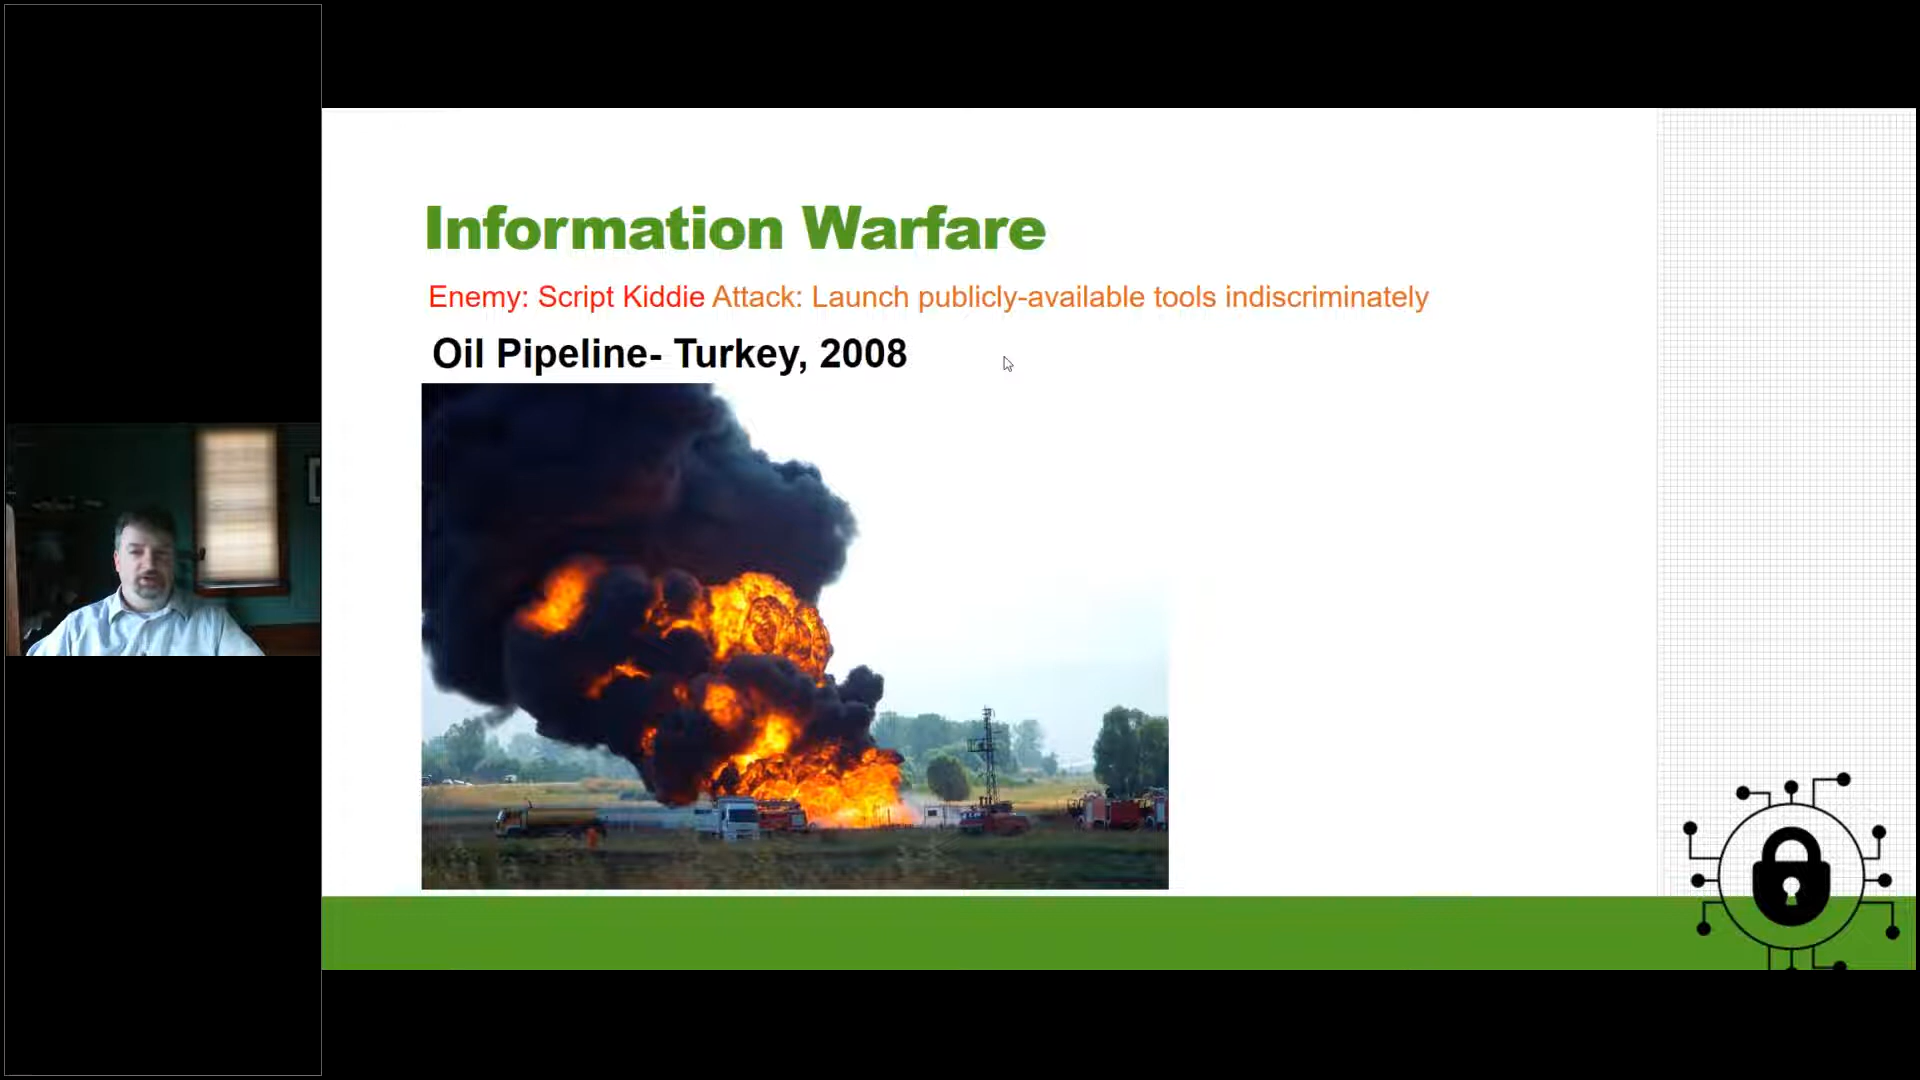 Information Warfare
Enemy: Script Kiddie Attack: Launch publicly-available tools indiscriminately
Oil Pipeline- Turkey, 2008